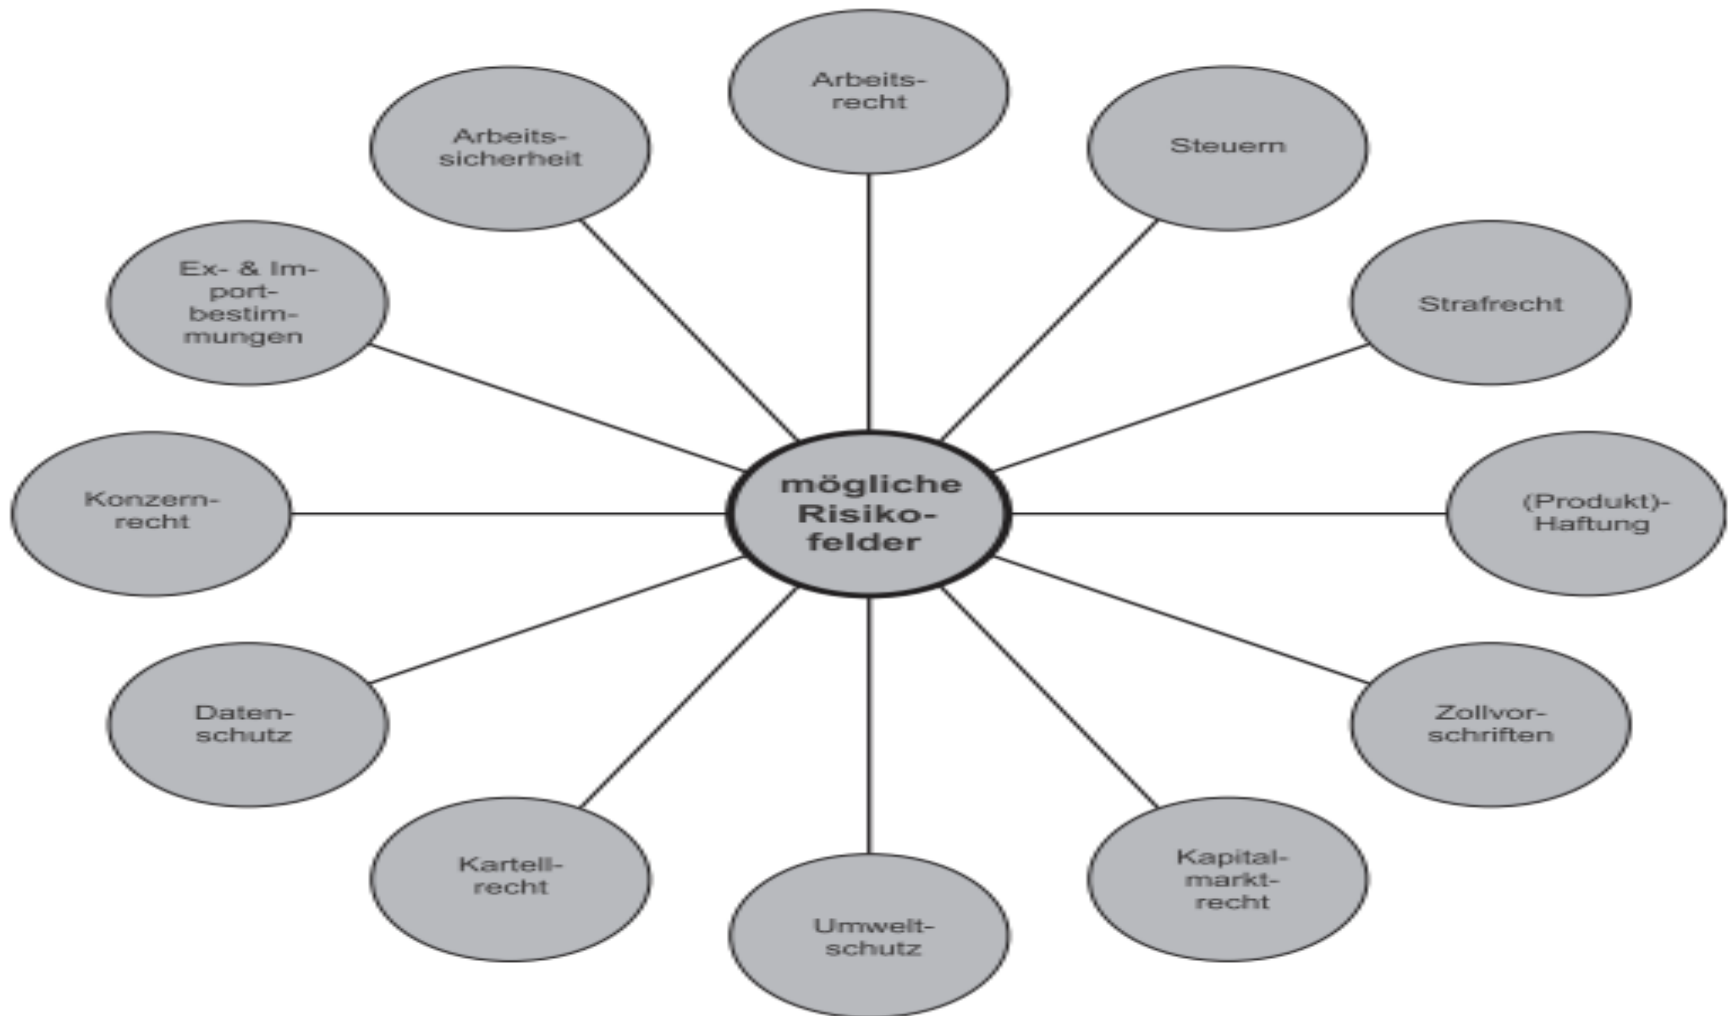 Arbeits-
recht
Arbeits-
sicherheit
Steuern
Ex- & Im-
port-
bestim-
mungen
Strafrecht
Konzern-
recht
mögliche
Risiko-
felder
(Produkt)-
Haftung
Daten-
schutz
Zollvor-
schriften
Kartell-
recht
Kapital-
markt-
recht
Umwelt-
schutz